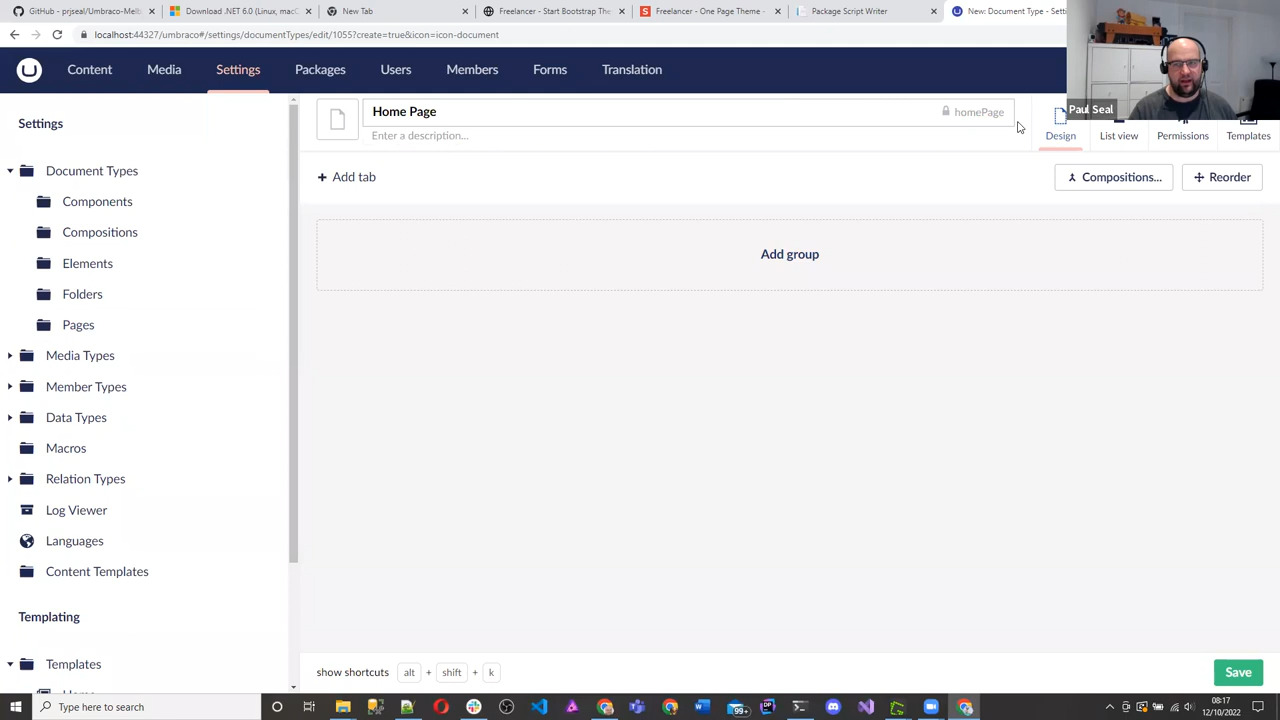 GitHub - prjseal/Umbraco-Melb
Download .NET 6.0 (Linux, macO
New Tab
Freelancer - Start Bootstrap The
Freelancer - One Page Theme -
Package Script Writer
New: Document Type - Setti
localhost:44327/umbraco#/settings/documentTypes/edit/1055?create=true&icon=icon-document
Content
Media
Settings
Packages
Users
Members
Forms
Translation
Paul Seal
Settings
Home Page
homePage
Enter a description...
Design
List view
Permissions
Templates
Document Types
Add tab
Compositions...
Reorder
Components
Compositions
Elements
Folders
Pages
Add group
Media Types
Member Types
Data Types
Macros
Relation Types
Log Viewer
Languages
Content Templates
Templating
Templates
show shortcuts alt + shift + k
Save
Type here to search
99+
08:17
12/10/2022